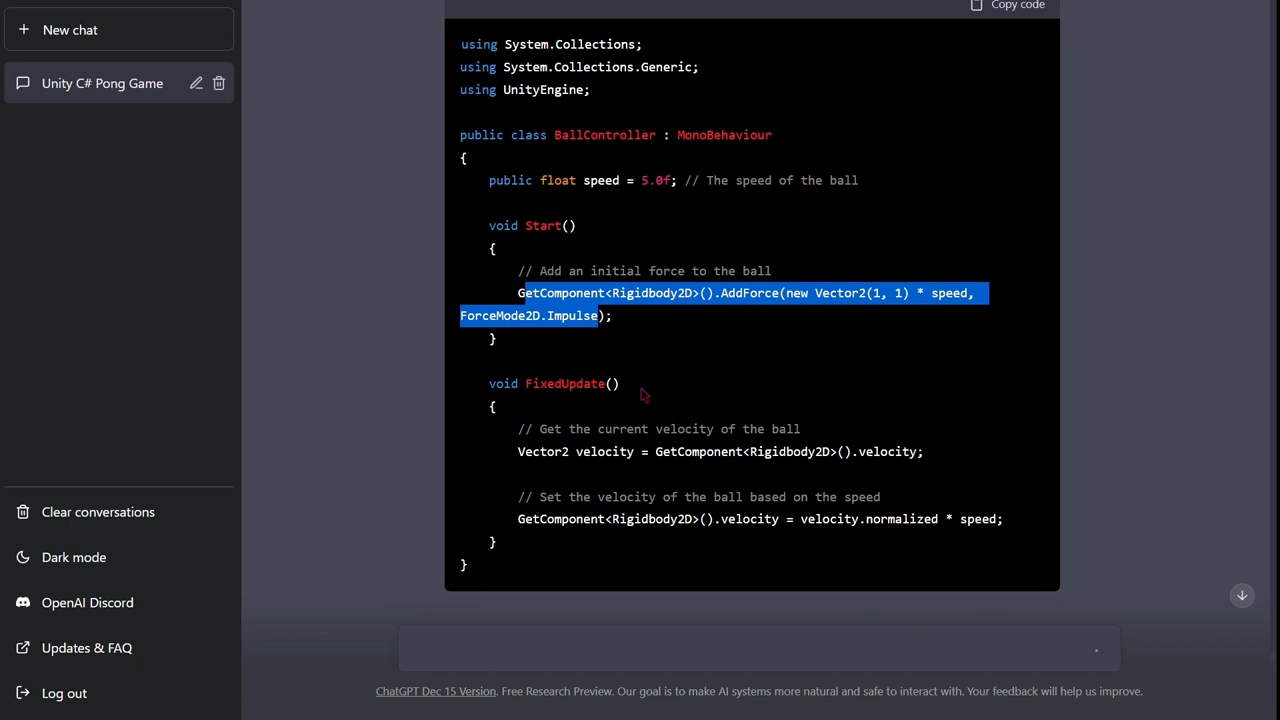 New chat
Unity C# Pong Game
Clear conversations
Dark mode
OpenAI Discord
Updates & FAQ
Log out
Copy code
using System.Collections;
using System.Collections.Generic;
using UnityEngine;
public class BallController : MonoBehaviour
{
public float speed = 5.0f; // The speed of the ball
void Start()
{
// Add an initial force to the ball
GetComponent<Rigidbody2D>().AddForce(new Vector2(1, 1) * speed,
ForceMode2D.Impulse);
}
void FixedUpdate()
{
// Get the current velocity of the ball
Vector2 velocity = GetComponent<Rigidbody2D>().velocity;
// Set the velocity of the ball based on the speed
GetComponent<Rigidbody2D>().velocity = velocity.normalized * speed;
}
}
ChatGPT Dec 15 Version. Free Research Preview. Our goal is to make AI systems more natural and safe to interact with. Your feedback will help us improve.